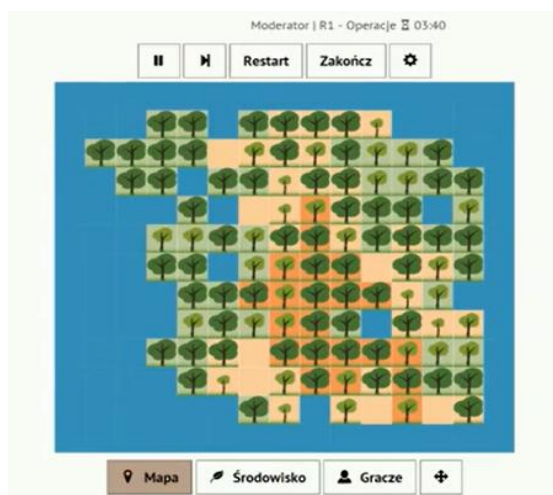 Moderator | R1 - Operacje ⏳ 03:40
Restart Zakończ
Mapa Środowisko Gracze